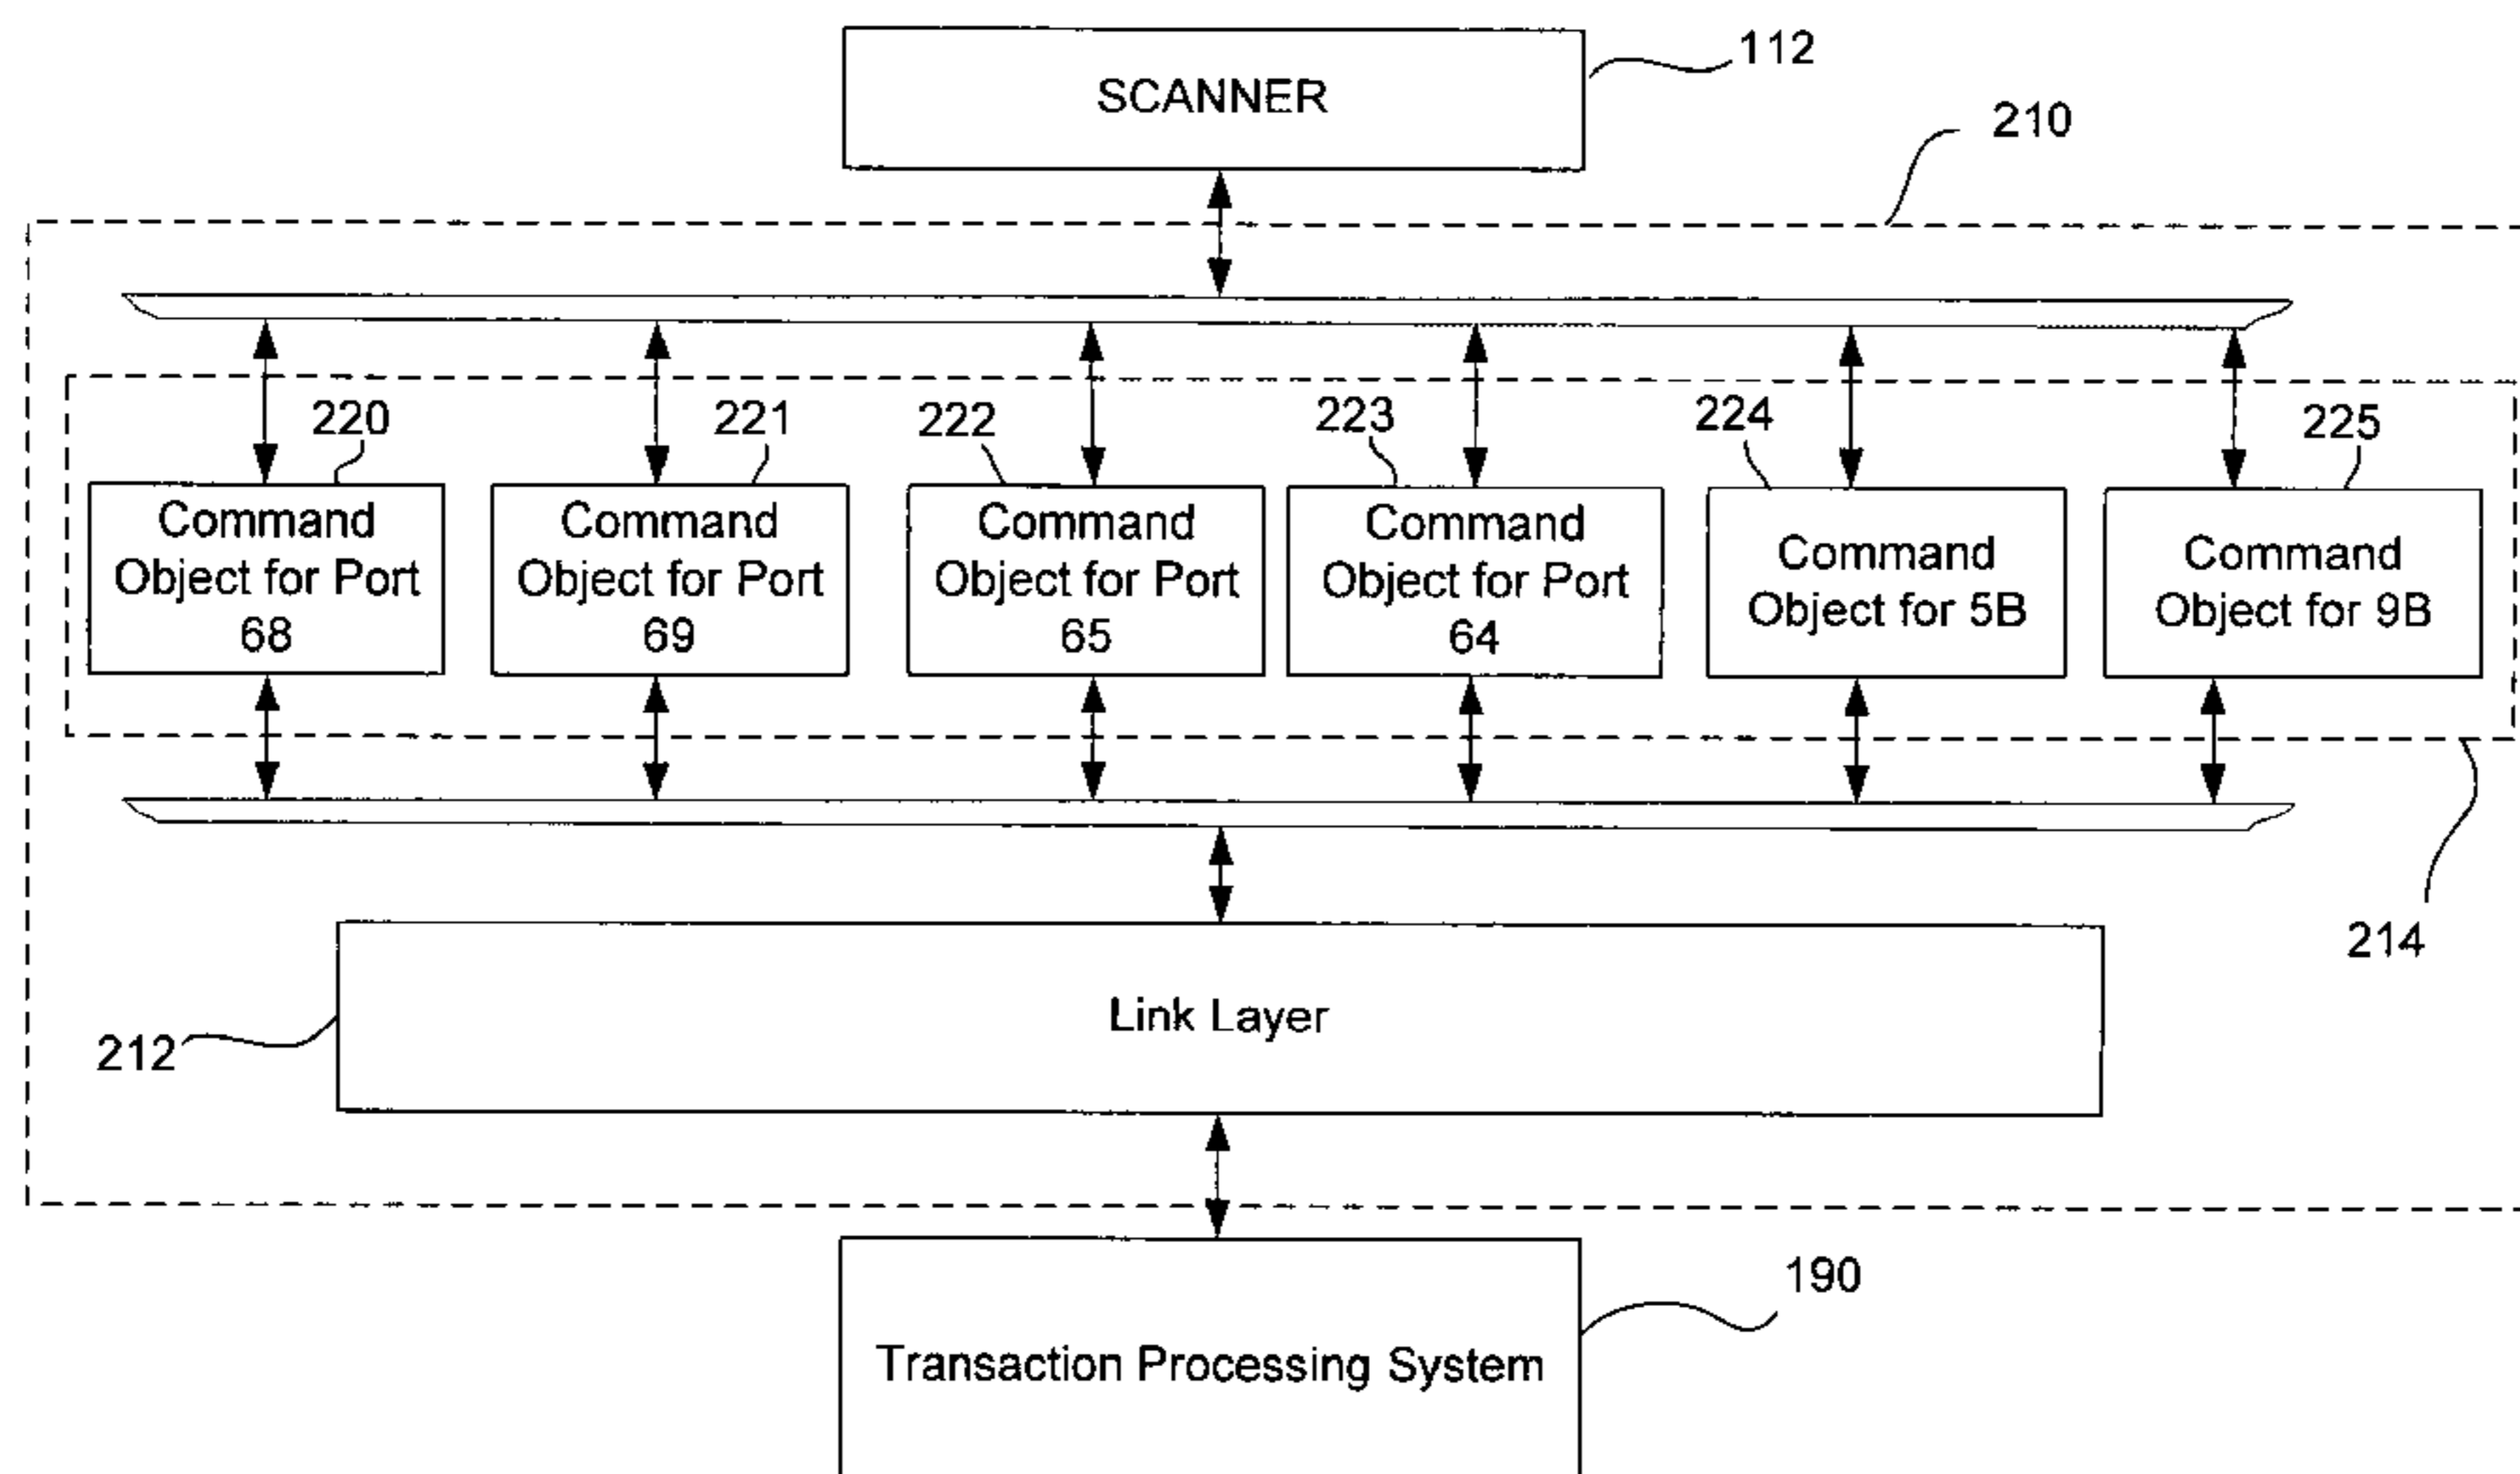 112
SCANNER
210
220
221
222
223
224
225
Command
Object for Port
68
Command
Object for Port
69
Command
Object for Port
65
Command
Object for Port
64
Command
Object for 5B
Command
Object for 9B
214
Link Layer
212
190
Transaction Processing System